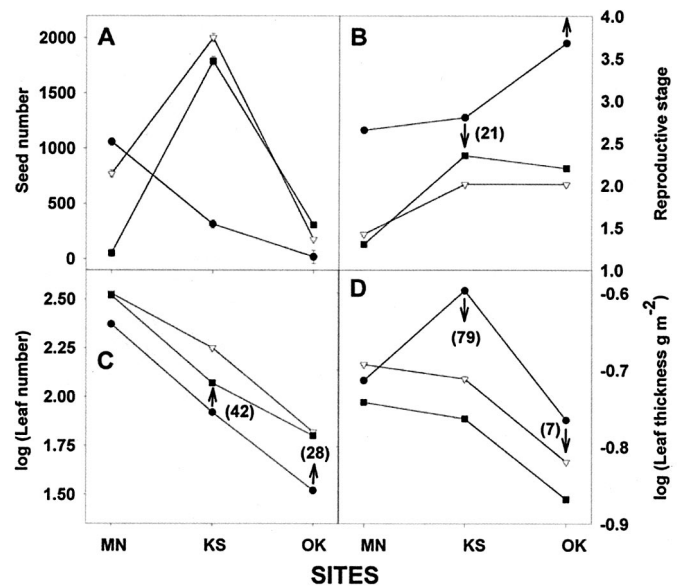 A
B
2000
1500
1000
500
0
Seed number
4.0
3.5
3.0
2.5
2.0
1.5
1.0
Reproductive stage
(21)
C
D
2.50
2.25
2.00
1.75
1.50
log (Leaf number)
(42)
(28)
-0.6
-0.7
-0.8
-0.9
log (Leaf thickness g m-2)
(79)
(7)
MN KS OK MN KS OK
SITES